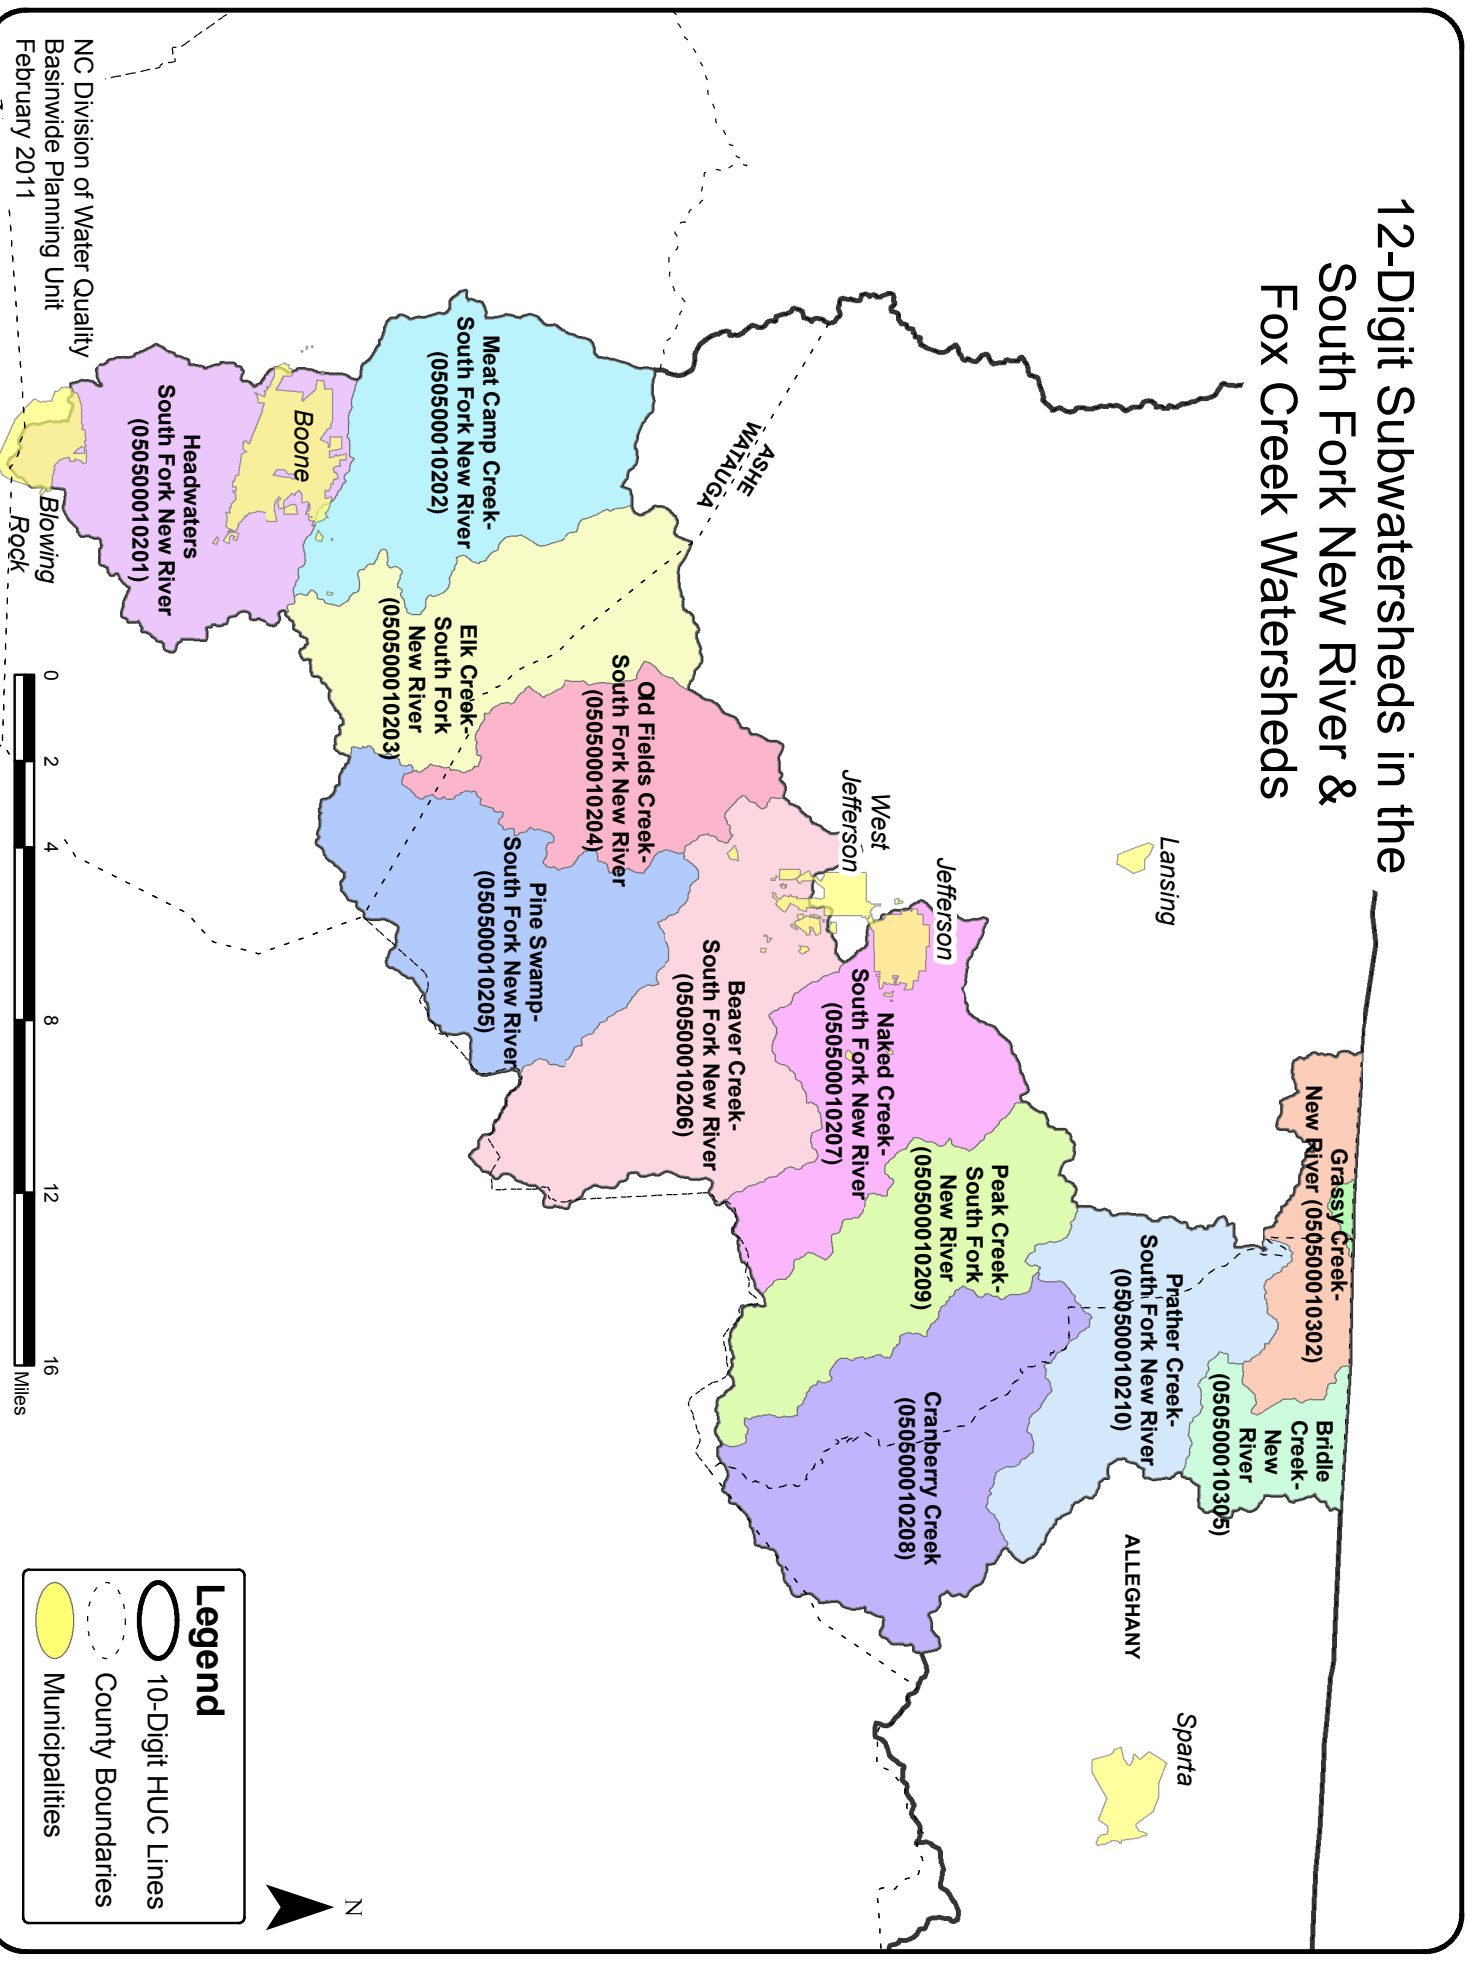 12-Digit Subwatersheds in the
South Fork New River &
Fox Creek Watersheds
Lansing
Sparta
Grassy Creek-
New River (050500010302)
Bridle
Creek-
New
River
(050500010305)
ALLEGHANY
Prather Creek-
South Fork New River
(050500010210)
Peak Creek-
South Fork
New River
(050500010209)
Cranberry Creek
(050500010208)
Jefferson
West
Jefferson
Naked Creek-
South Fork New River
(050500010207)
Beaver Creek-
South Fork New River
(050500010206)
ASHE
WATAUGA
Old Fields Creek-
South Fork New River
(050500010204)
Pine Swamp-
South Fork New River
(050500010205)
Meat Camp Creek-
South Fork New River
(050500010202)
Elk Creek-
South Fork
New River
(050500010203)
Boone
Headwaters
South Fork New River
(050500010201)
Blowing
Rock
N
Legend
10-Digit HUC Lines
County Boundaries
Municipalities
NC Division of Water Quality
Basinwide Planning Unit
February 2011
0 2 4 8 12 16
Miles